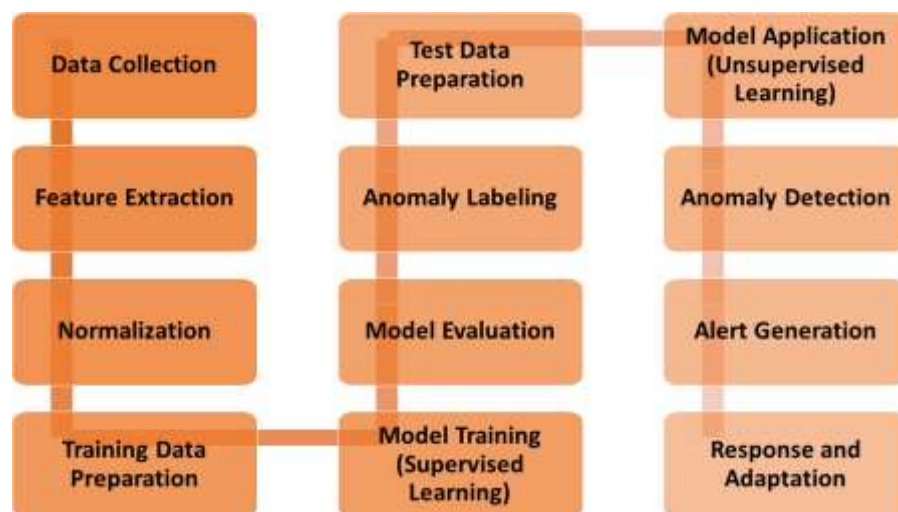 Data Collection
Feature Extraction
Normalization
Training Data
Preparation
Model Training
(Supervised
Learning)
Model Evaluation
Anomaly Labeling
Test Data
Preparation
Model Application
(Unsupervised
Learning)
Anomaly Detection
Alert Generation
Response and
Adaptation